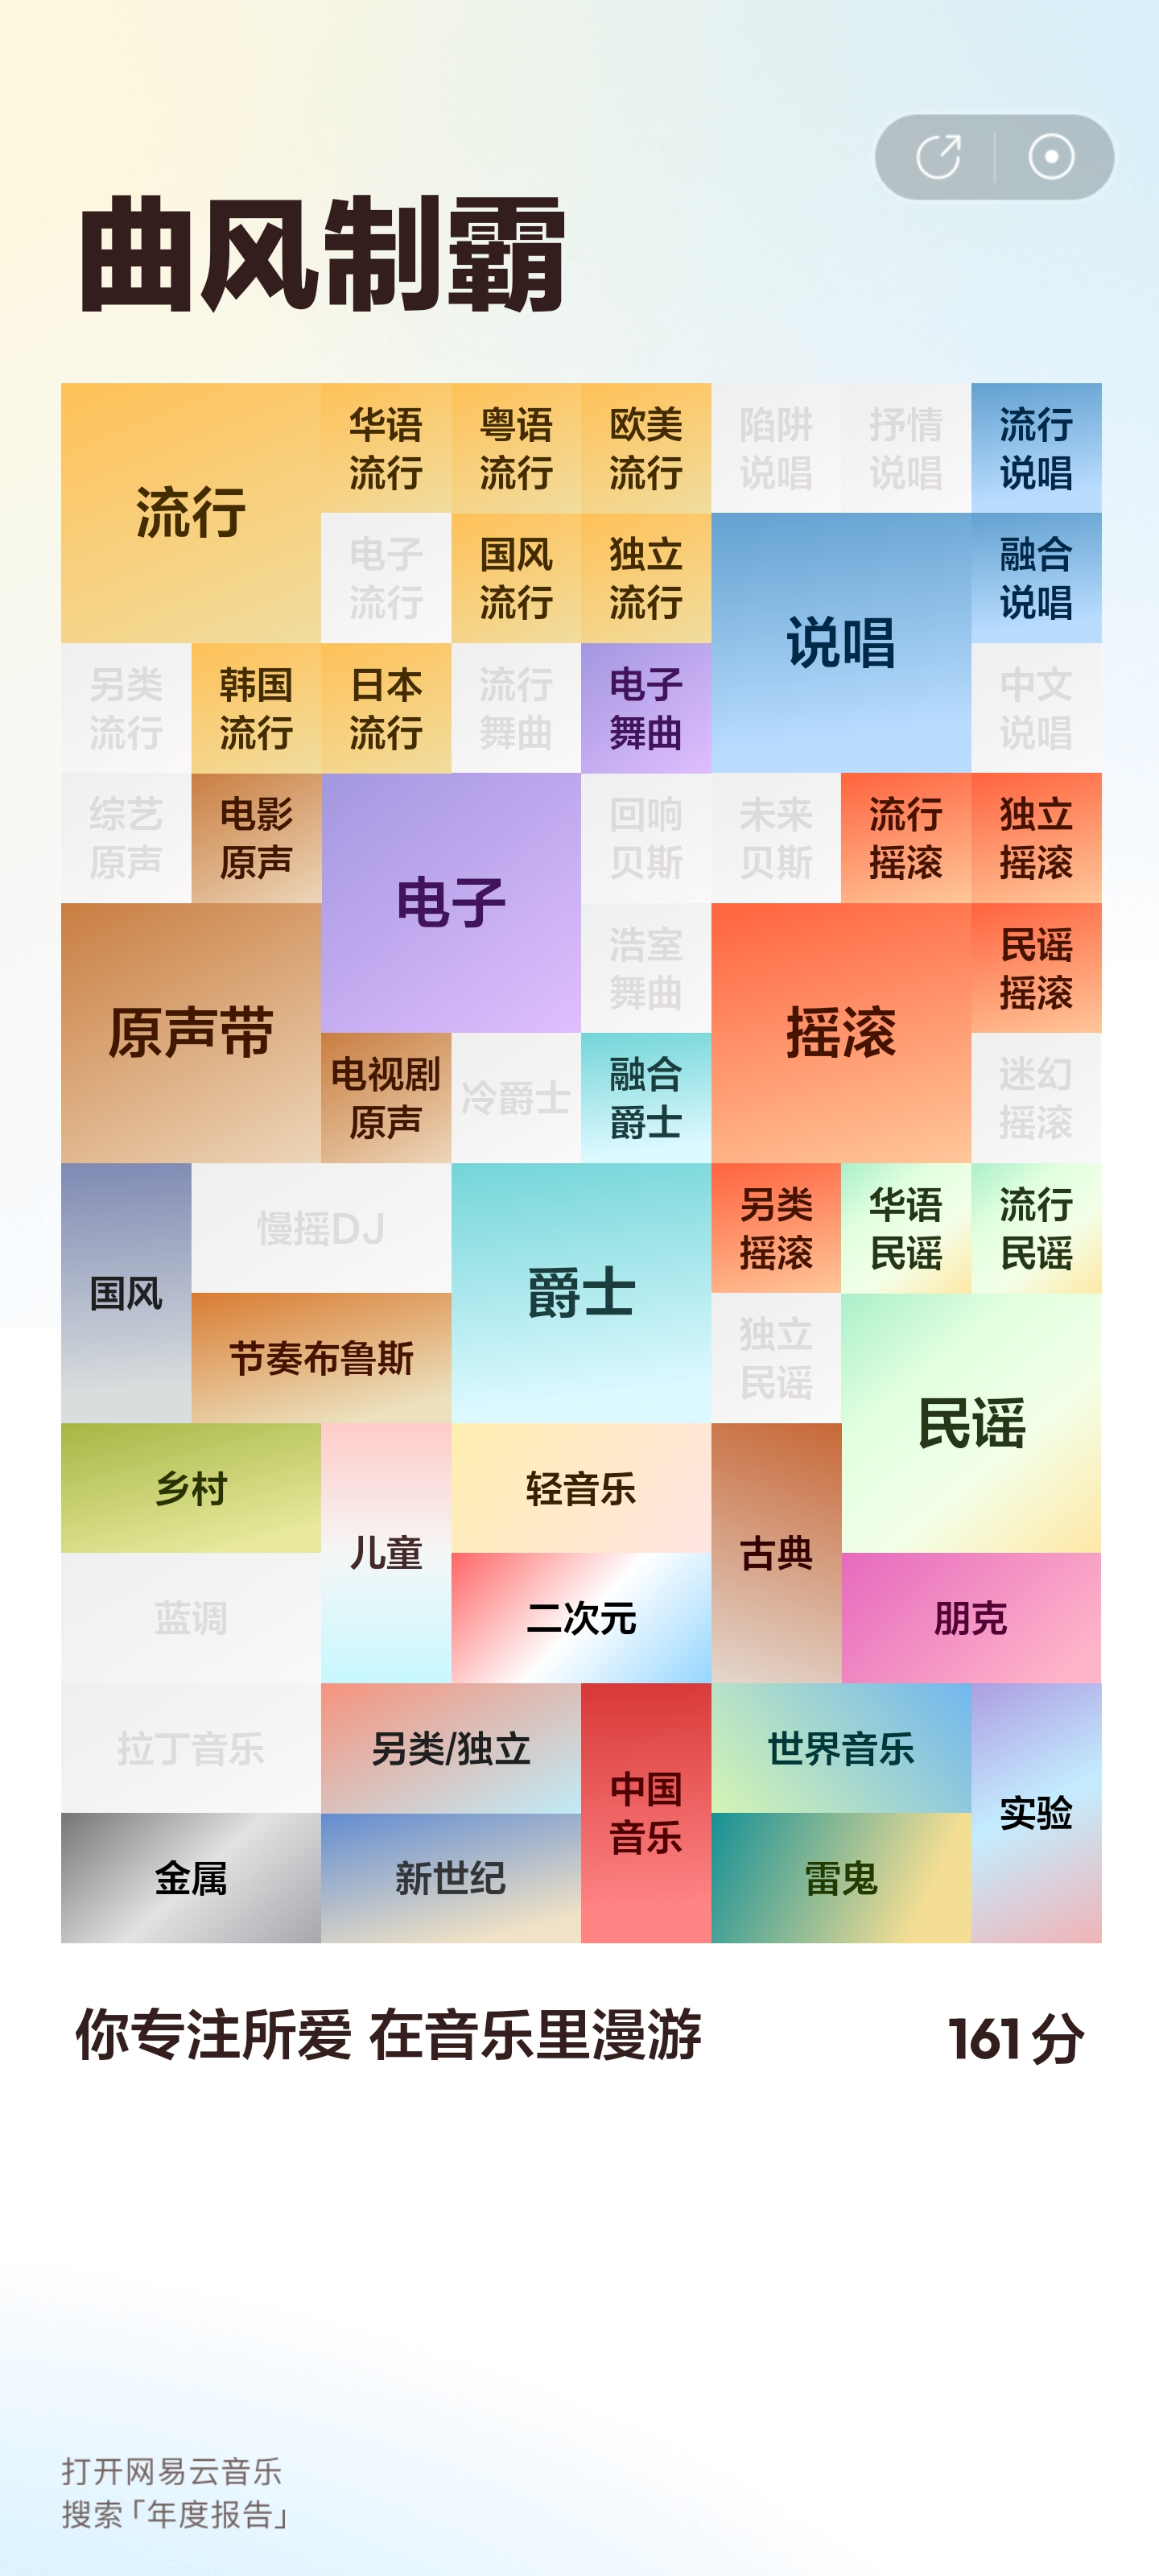 曲风制霸
流行
华语
流行
粤语
流行
欧美
流行
陷阱
说唱
抒情
说唱
流行
说唱
电子
流行
国风
流行
独立
流行
说唱
融合
说唱
另类
流行
韩国
流行
日本
流行
流行
舞曲
电子
舞曲
中文
说唱
综艺
原声
电影
原声
电子
回响
贝斯
未来
贝斯
流行
摇滚
独立
摇滚
原声带
浩室
舞曲
摇滚
民谣
摇滚
电视剧
原声
冷爵士
融合
爵士
迷幻
摇滚
国风
慢摇DJ
爵士
另类
摇滚
华语
民谣
流行
民谣
节奏布鲁斯
独立
民谣
民谣
乡村
儿童
轻音乐
古典
蓝调
二次元
朋克
拉丁音乐
另类/独立
中国
音乐
世界音乐
实验
金属
新世纪
雷鬼
你专注所爱 在音乐里漫游
161分
打开网易云音乐
搜索「年度报告」